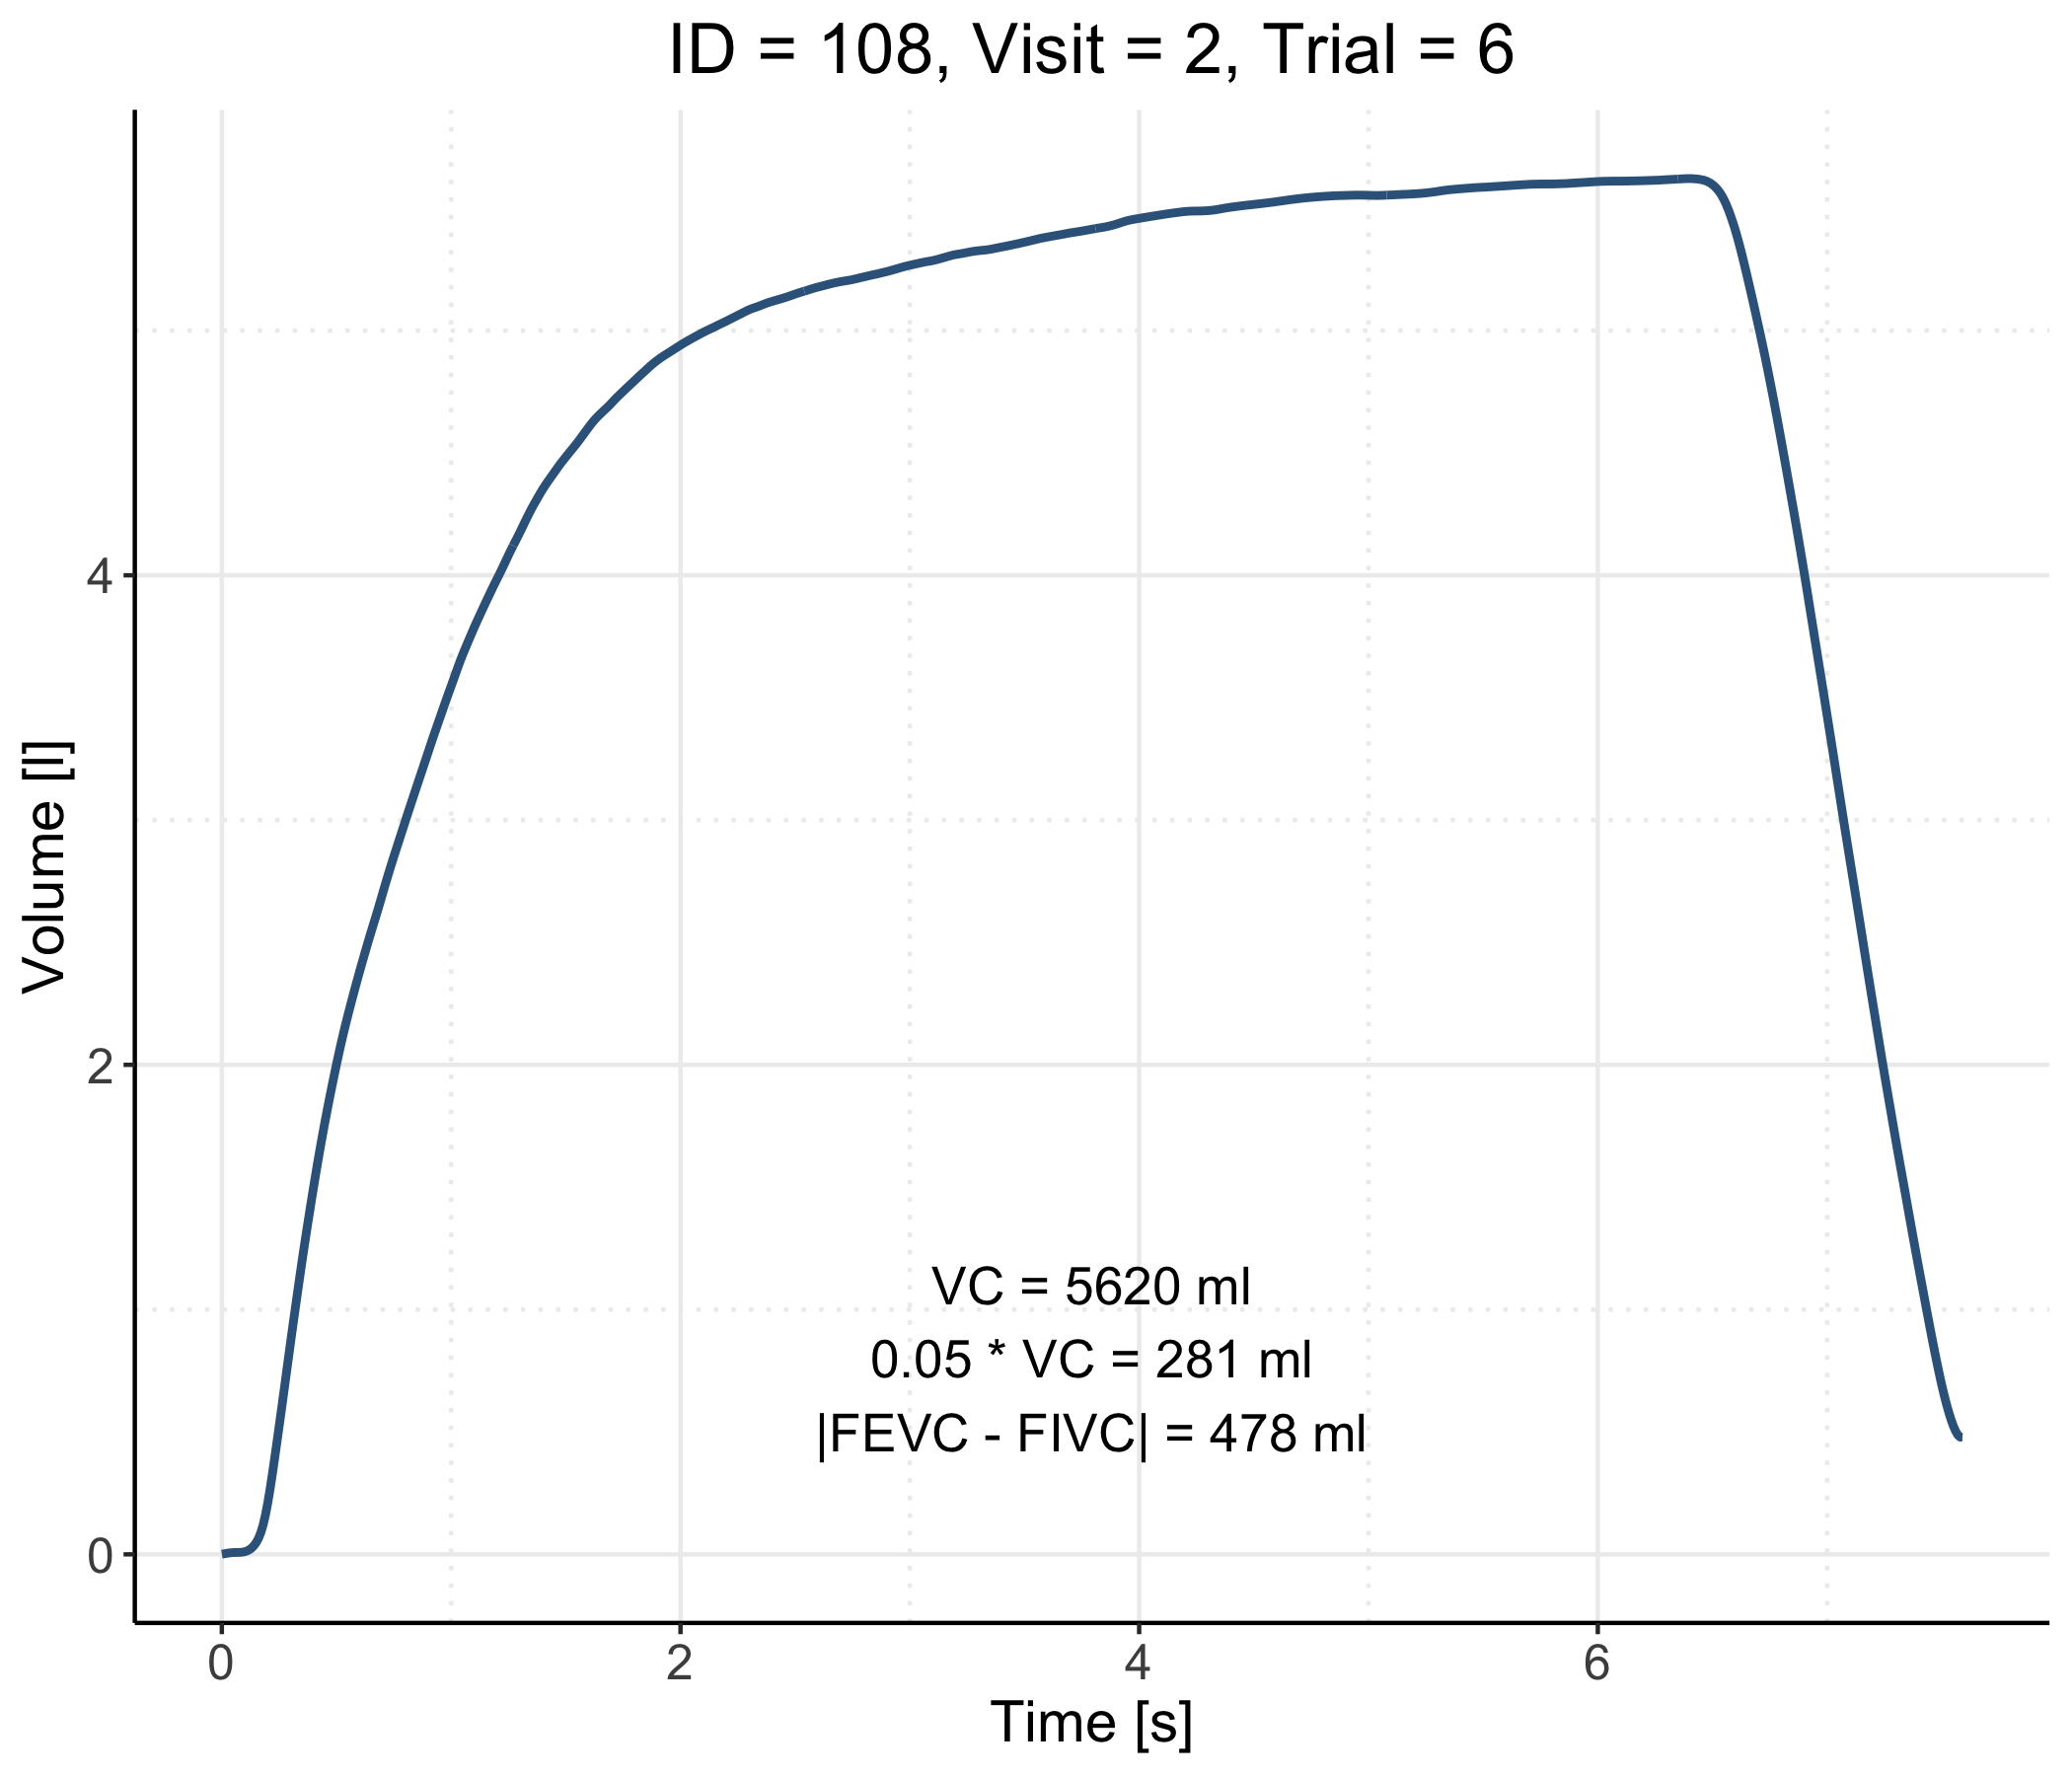 ID = 108, Visit = 2, Trial = 6
Volume [l]
4
2
0
VC = 5620 ml
0.05 * VC = 281 ml
|FEVC - FIVC| = 478 ml
0 2 4 6
Time [s]